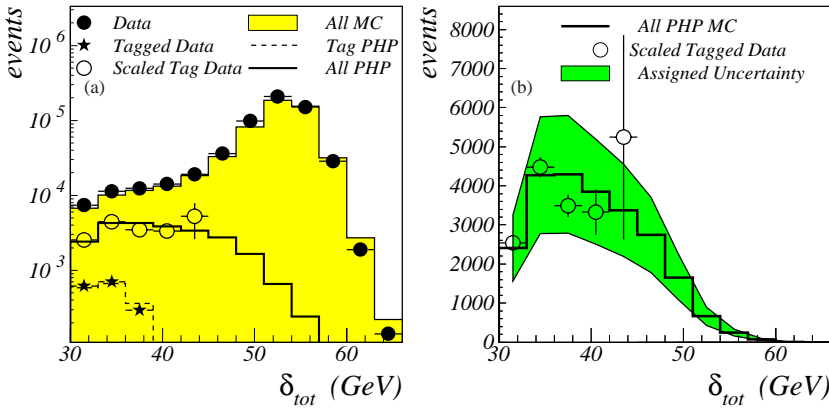 events
10^6
10^5
10^4
10^3
Data
Tagged Data
Scaled Tag Data
All MC
Tag PHP
All PHP
(a)
30 40 50 60
δ_tot (GeV)
events
8000
7000
6000
5000
4000
3000
2000
1000
0
All PHP MC
Scaled Tagged Data
Assigned Uncertainty
(b)
30 40 50 60
δ_tot (GeV)